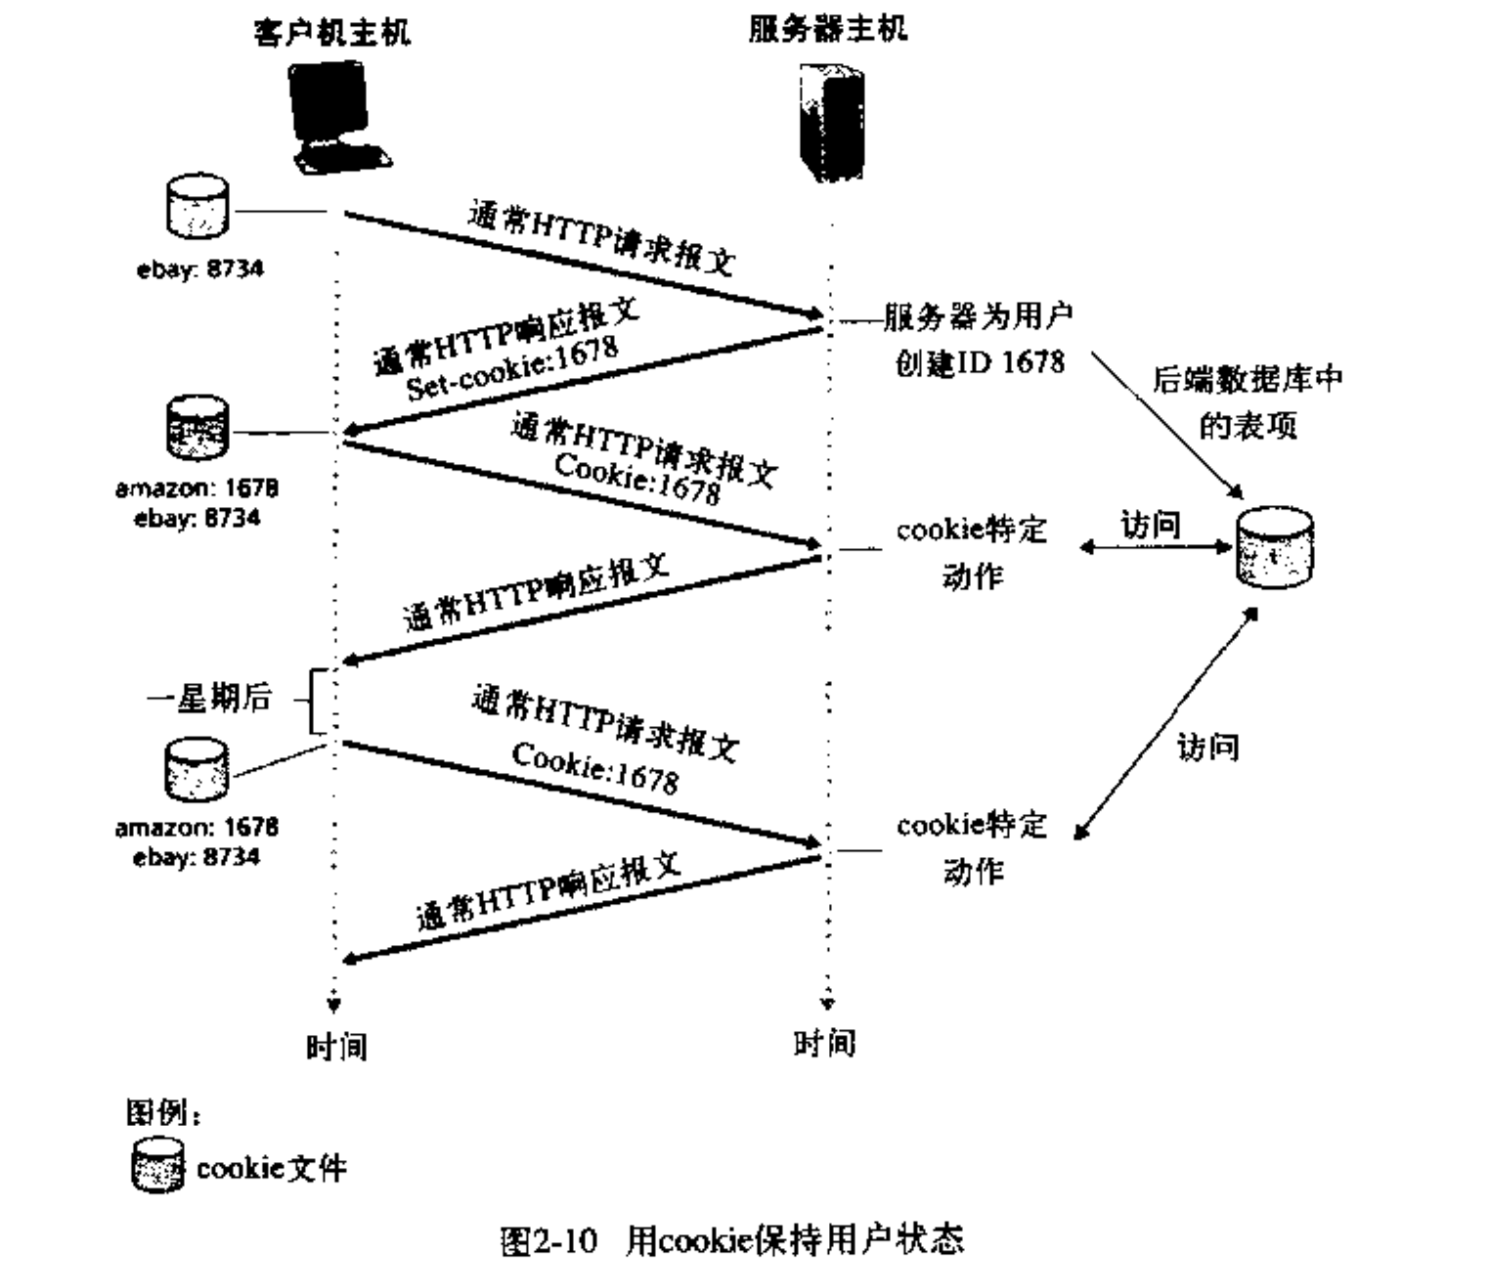 客户机主机
服务器主机
通常HTTP请求报文
ebay: 8734
服务器为用户
创建ID 1678
通常HTTP响应报文
Set-cookie:1678
后端数据库中
的表项
amazon: 1678
ebay: 8734
通常HTTP请求报文
Cookie:1678
cookie特定
动作
访问
通常HTTP响应报文
一星期后
通常HTTP请求报文
Cookie:1678
访问
amazon: 1678
ebay: 8734
cookie特定
动作
通常HTTP响应报文
时间
时间
图例：
cookie文件
图2-10 用cookie保持用户状态